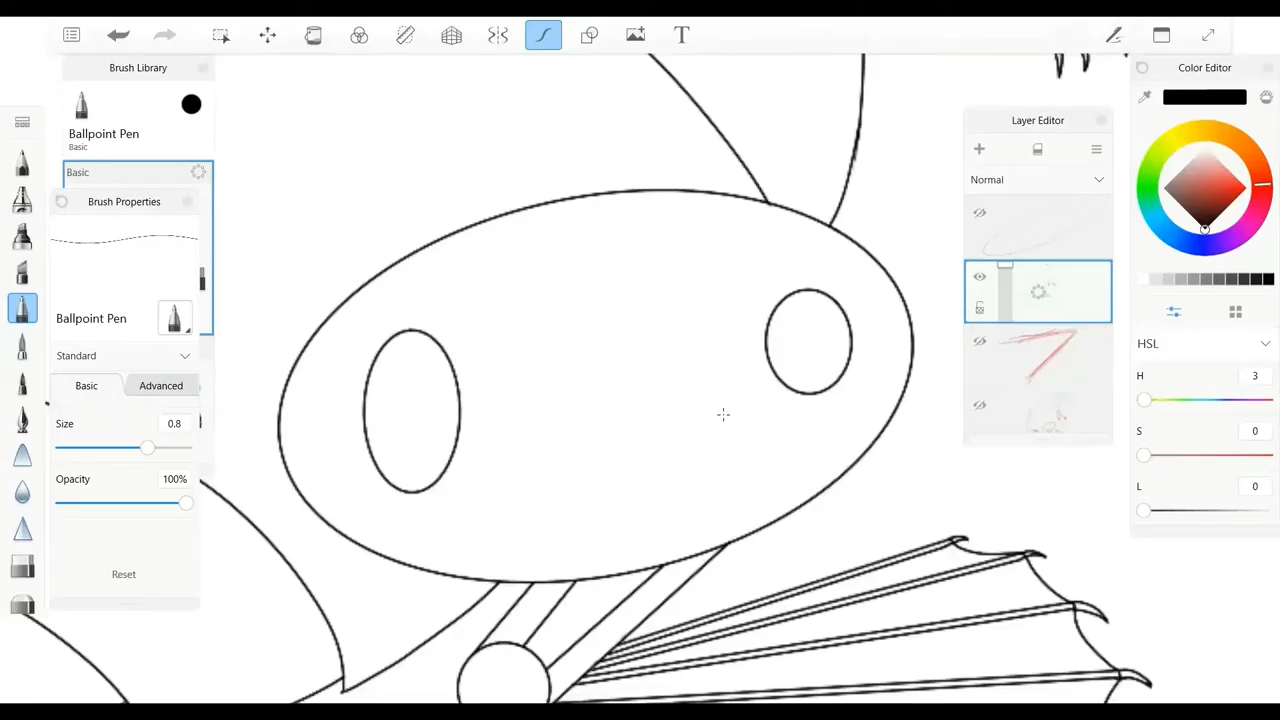 T
Brush Library
Ballpoint Pen
Basic
Basic
Brush Properties
Ballpoint Pen
Standard
Basic Advanced
Size 0.8
Opacity 100%
Reset
Layer Editor
Normal
Color Editor
HSL
H 3
S 0
L 0